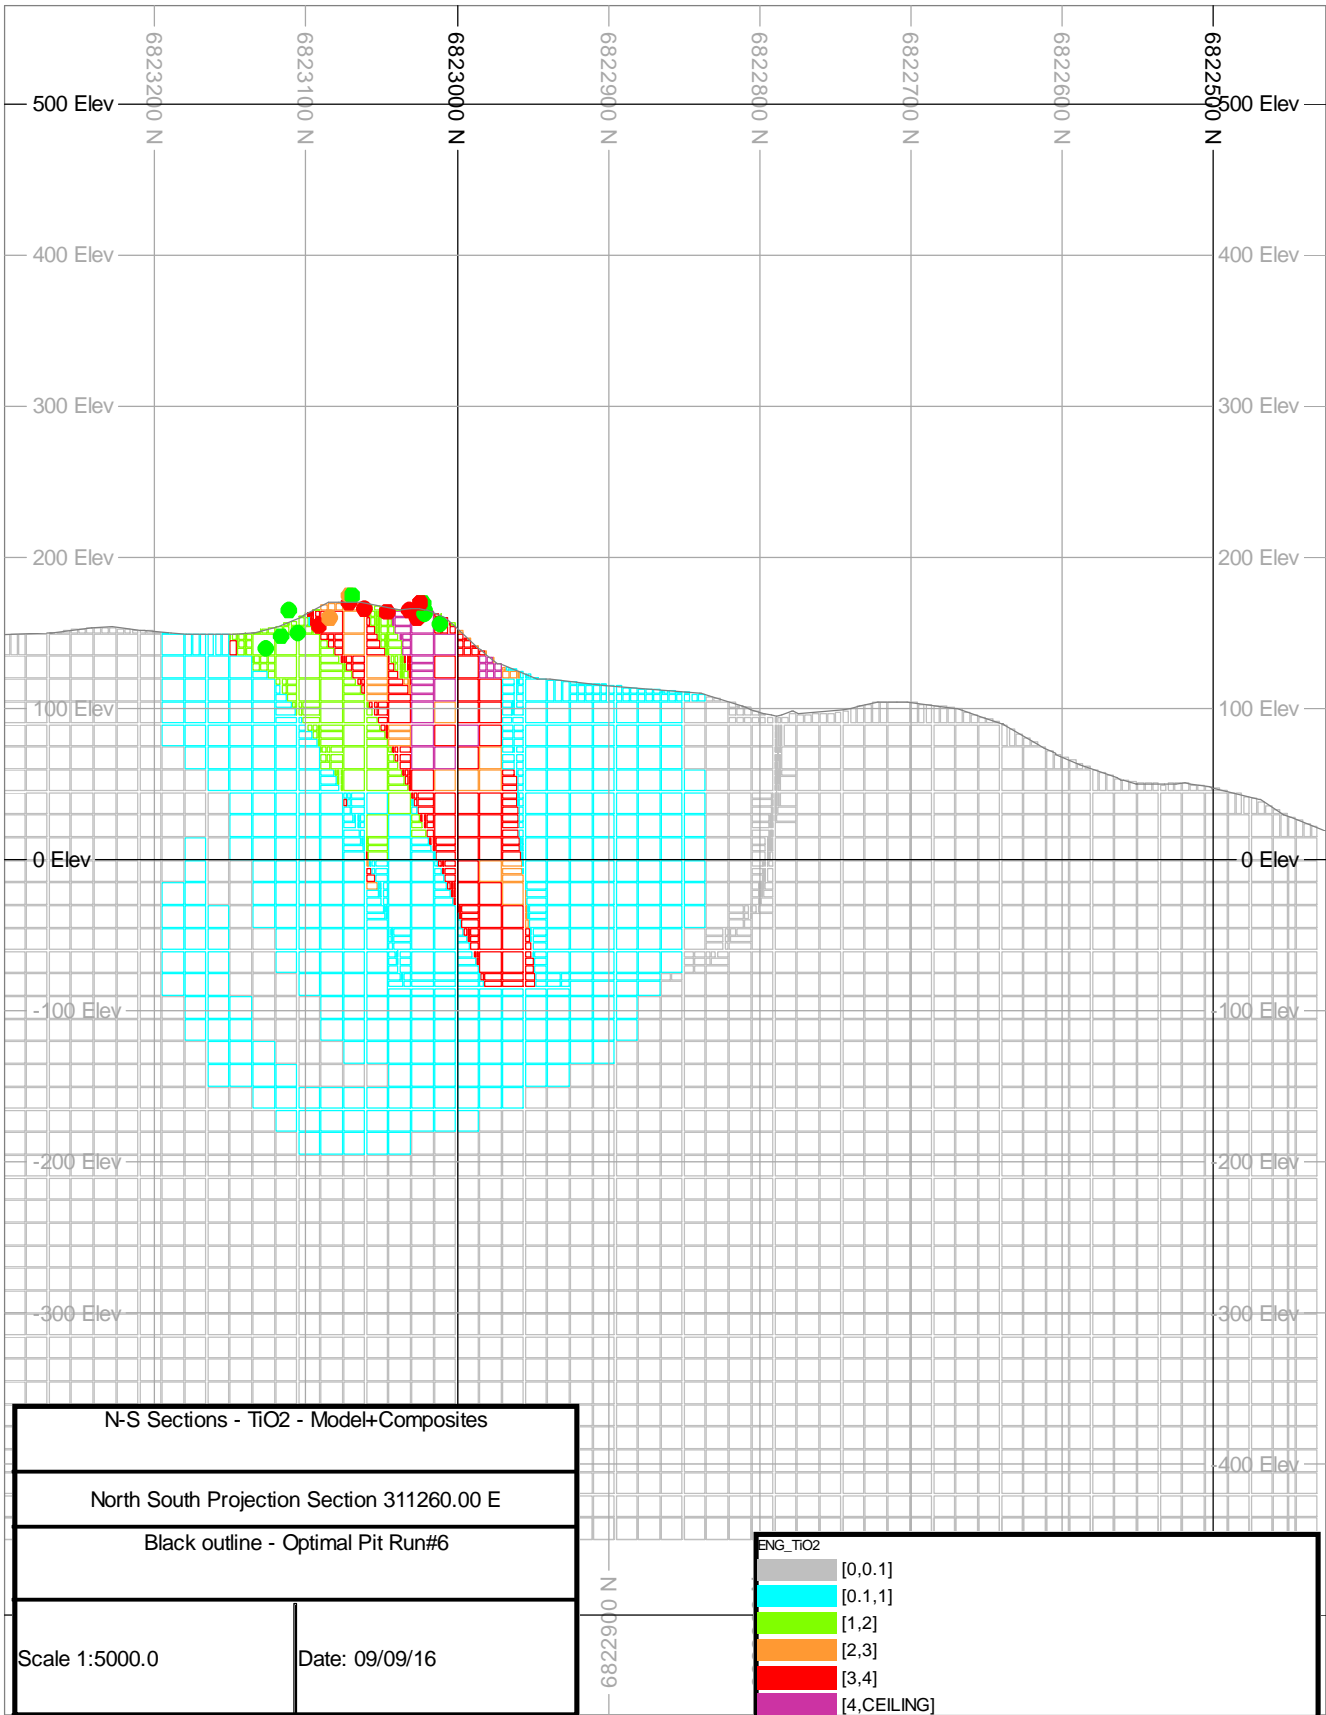 6823200 N
6823100 N
6823000 N
6822900 N
6822800 N
6822700 N
6822600 N
6822500 N
500 Elev 500 Elev
400 Elev 400 Elev
300 Elev 300 Elev
200 Elev 200 Elev
100 Elev 100 Elev
0 Elev 0 Elev
-100 Elev -100 Elev
-200 Elev -200 Elev
-300 Elev -300 Elev
-400 Elev
N-S Sections - TiO2 - Model+Composites
North South Projection Section 311260.00 E
Black outline - Optimal Pit Run#6
Scale 1:5000.0
Date: 09/09/16
6822900 N
ENG_TiO2
[0,0.1]
[0.1,1]
[1,2]
[2,3]
[3,4]
[4,CEILING]